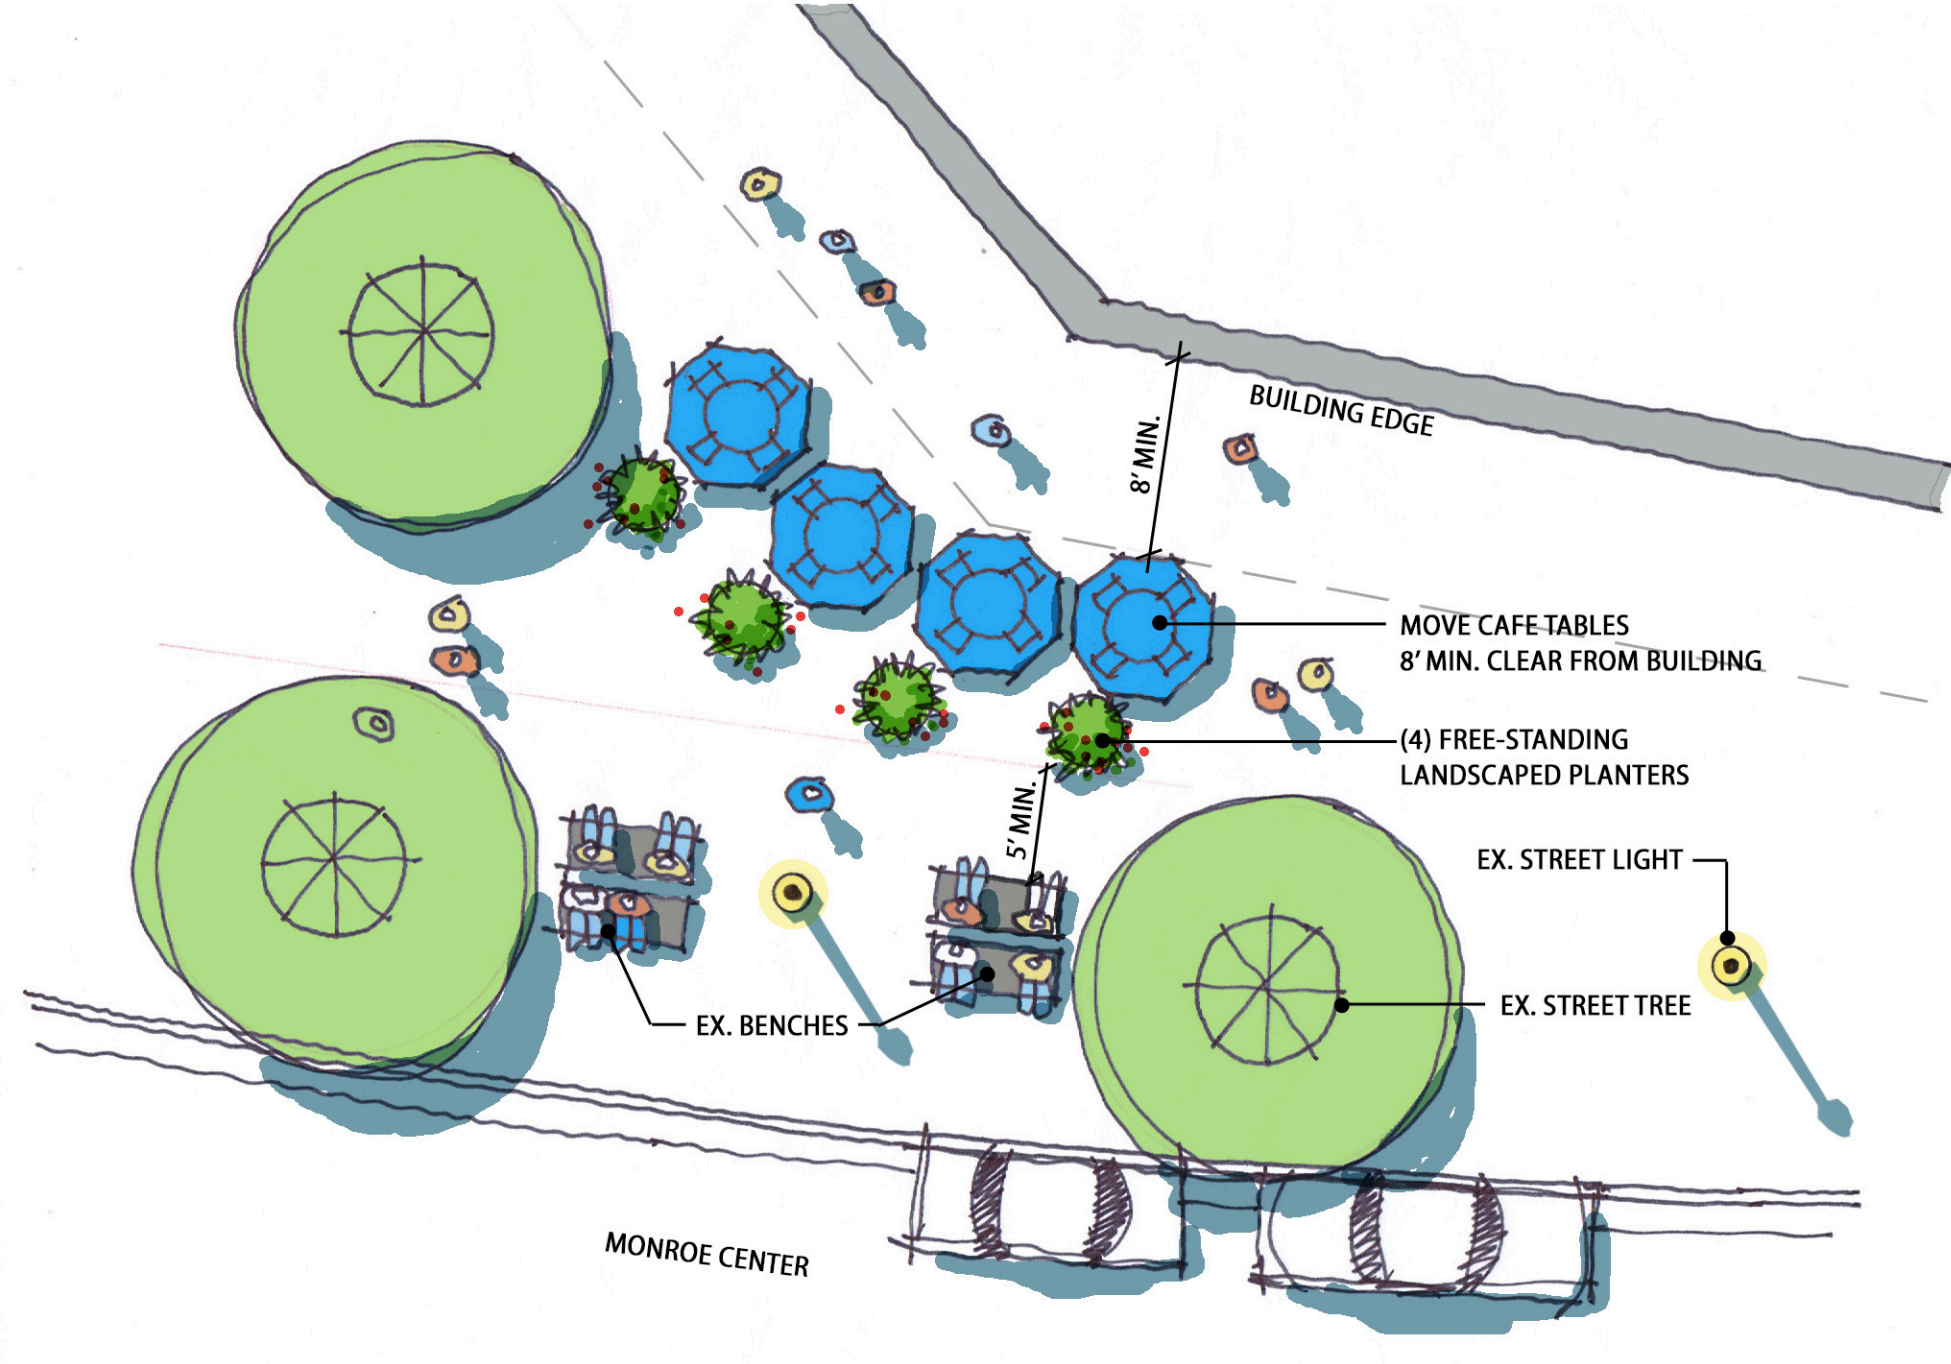 BUILDING EDGE
8' MIN.
MOVE CAFE TABLES
8' MIN. CLEAR FROM BUILDING
(4) FREE-STANDING
LANDSCAPED PLANTERS
5' MIN.
EX. STREET LIGHT
EX. STREET TREE
EX. BENCHES
MONROE CENTER